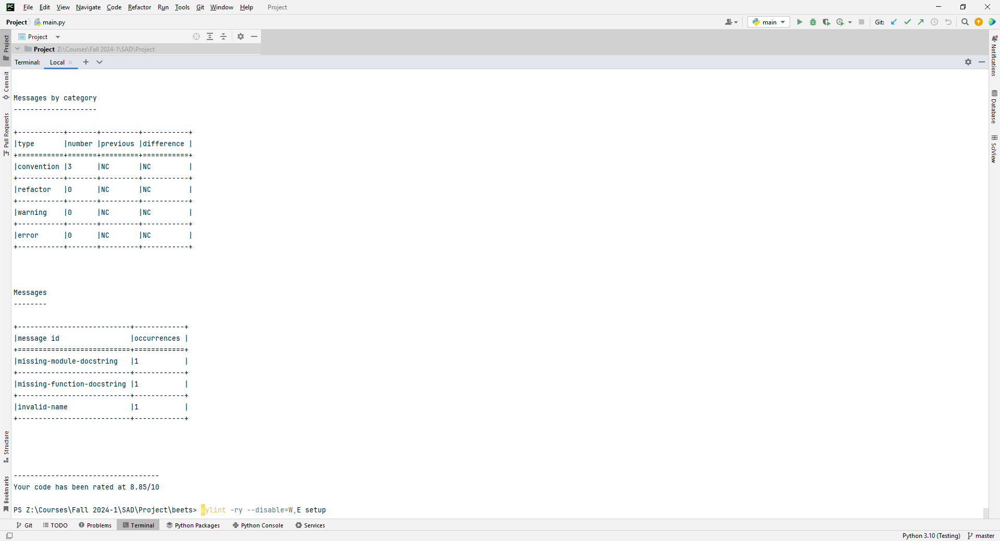 PC File Edit View Navigate Code Refactor Run Tools Git Window Help Project
Project main.py main Git:
Project
Project Z:\Courses\Fall 2024-1\SAD\Project
Terminal: Local
Messages by category
--------------------
+-----------+-------+---------+-----------+
|type       |number |previous |difference |
+===========+=======+=========+===========+
|convention |3      |NC       |NC         |
+-----------+-------+---------+-----------+
|refactor   |0      |NC       |NC         |
+-----------+-------+---------+-----------+
|warning    |0      |NC       |NC         |
+-----------+-------+---------+-----------+
|error      |0      |NC       |NC         |
+-----------+-------+---------+-----------+
Messages
--------
+---------------------------+------------+
|message id                 |occurrences |
+===========================+============+
|missing-module-docstring   |1           |
+---------------------------+------------+
|missing-function-docstring |1           |
+---------------------------+------------+
|invalid-name               |1           |
+---------------------------+------------+
-----------------------------------
Your code has been rated at 8.85/10
PS Z:\Courses\Fall 2024-1\SAD\Project\beets> pylint -ry --disable=W,E setup
Project
Commit
Pull Requests
Structure
Bookmarks
Notifications
Database
SciView
Git TODO Problems Terminal Python Packages Python Console Services
Python 3.10 (Testing) master